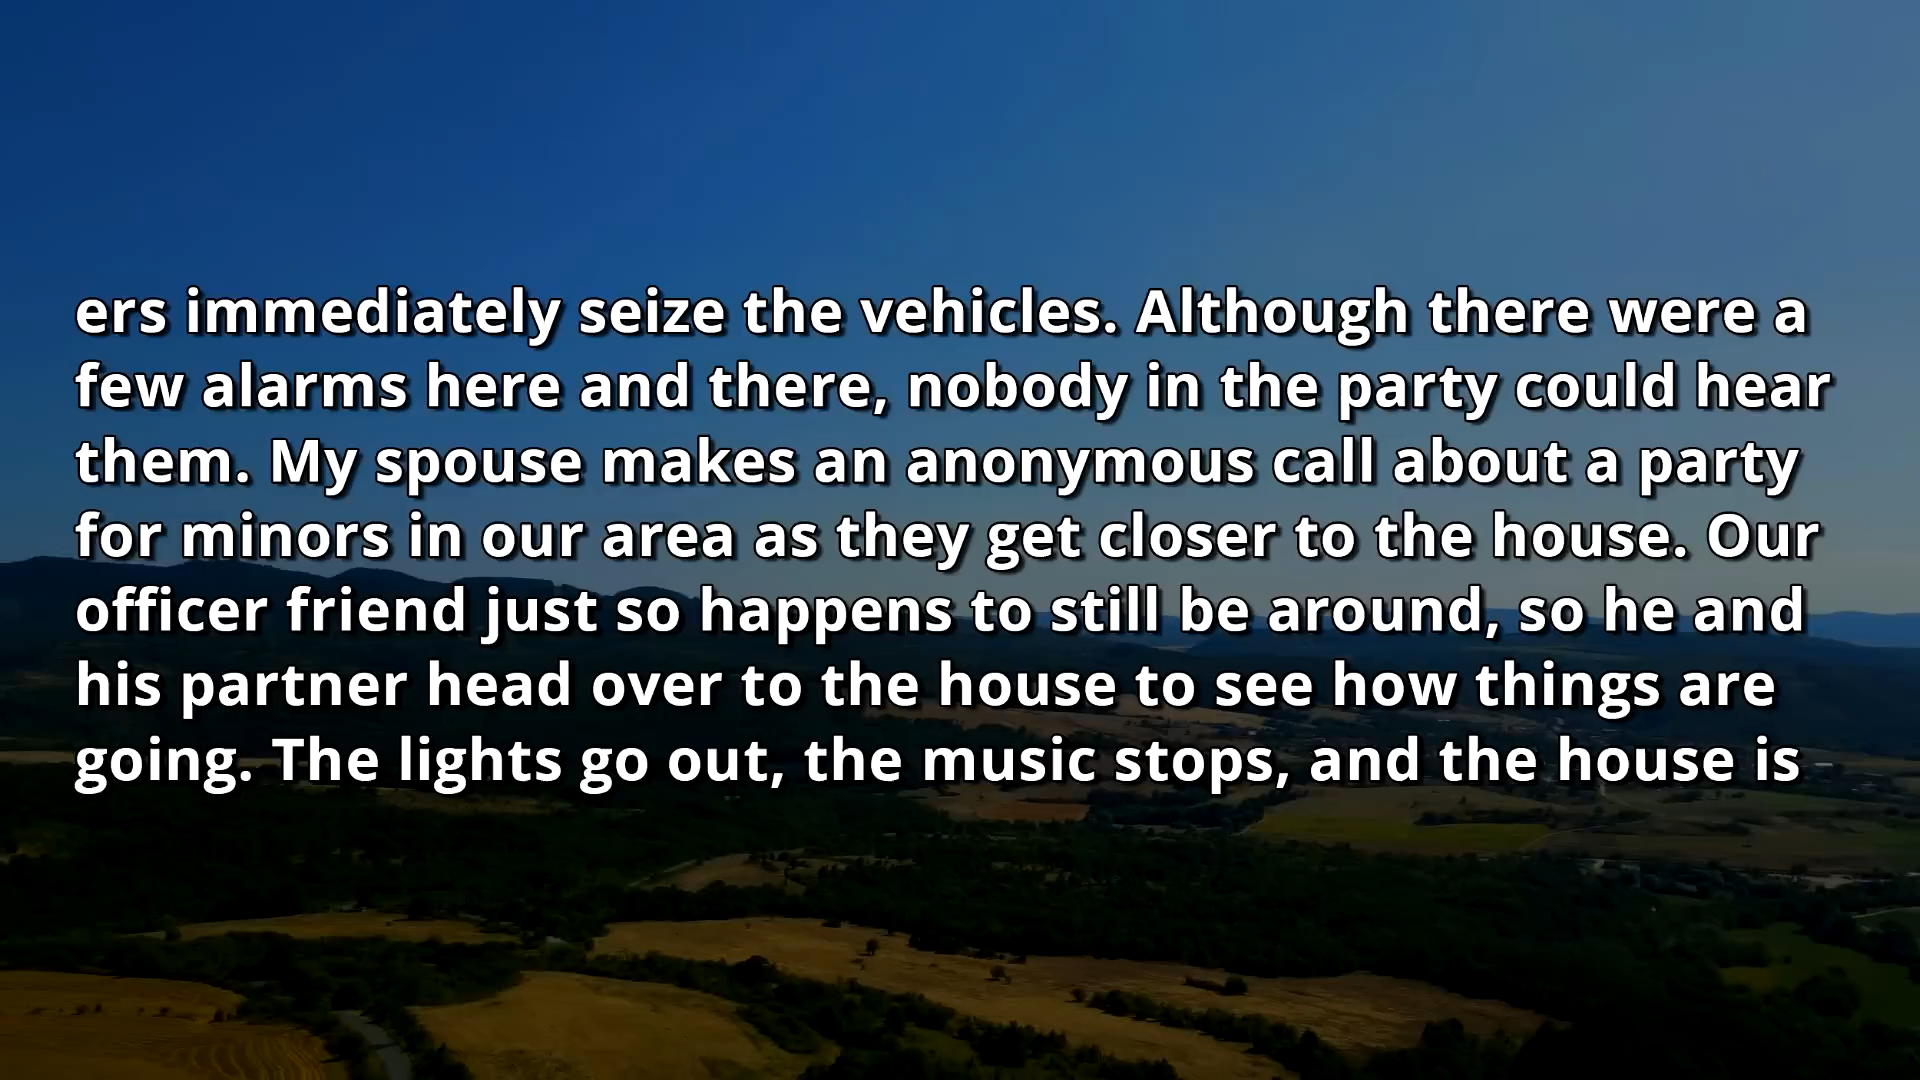 ers immediately seize the vehicles. Although there were a
few alarms here and there, nobody in the party could hear
them. My spouse makes an anonymous call about a party
for minors in our area as they get closer to the house. Our
officer friend just so happens to still be around, so he and
his partner head over to the house to see how things are
going. The lights go out, the music stops, and the house is